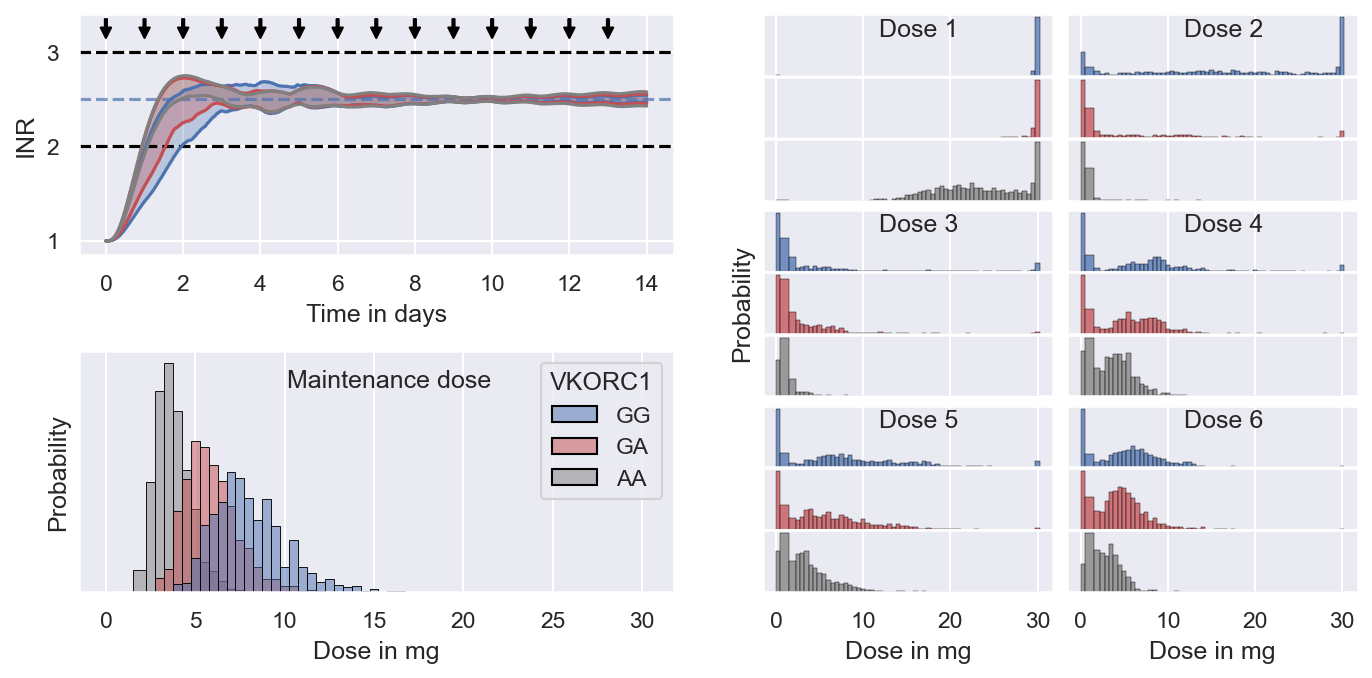 3
2
1
INR
0 2 4 6 8 10 12 14
Time in days
Maintenance dose
VKORC1
GG
GA
AA
Probability
0 5 10 15 20 25 30
Dose in mg
Dose 1
Dose 2
Dose 3
Dose 4
Dose 5
Dose 6
Probability
0 10 20 30
0 10 20 30
Dose in mg
Dose in mg